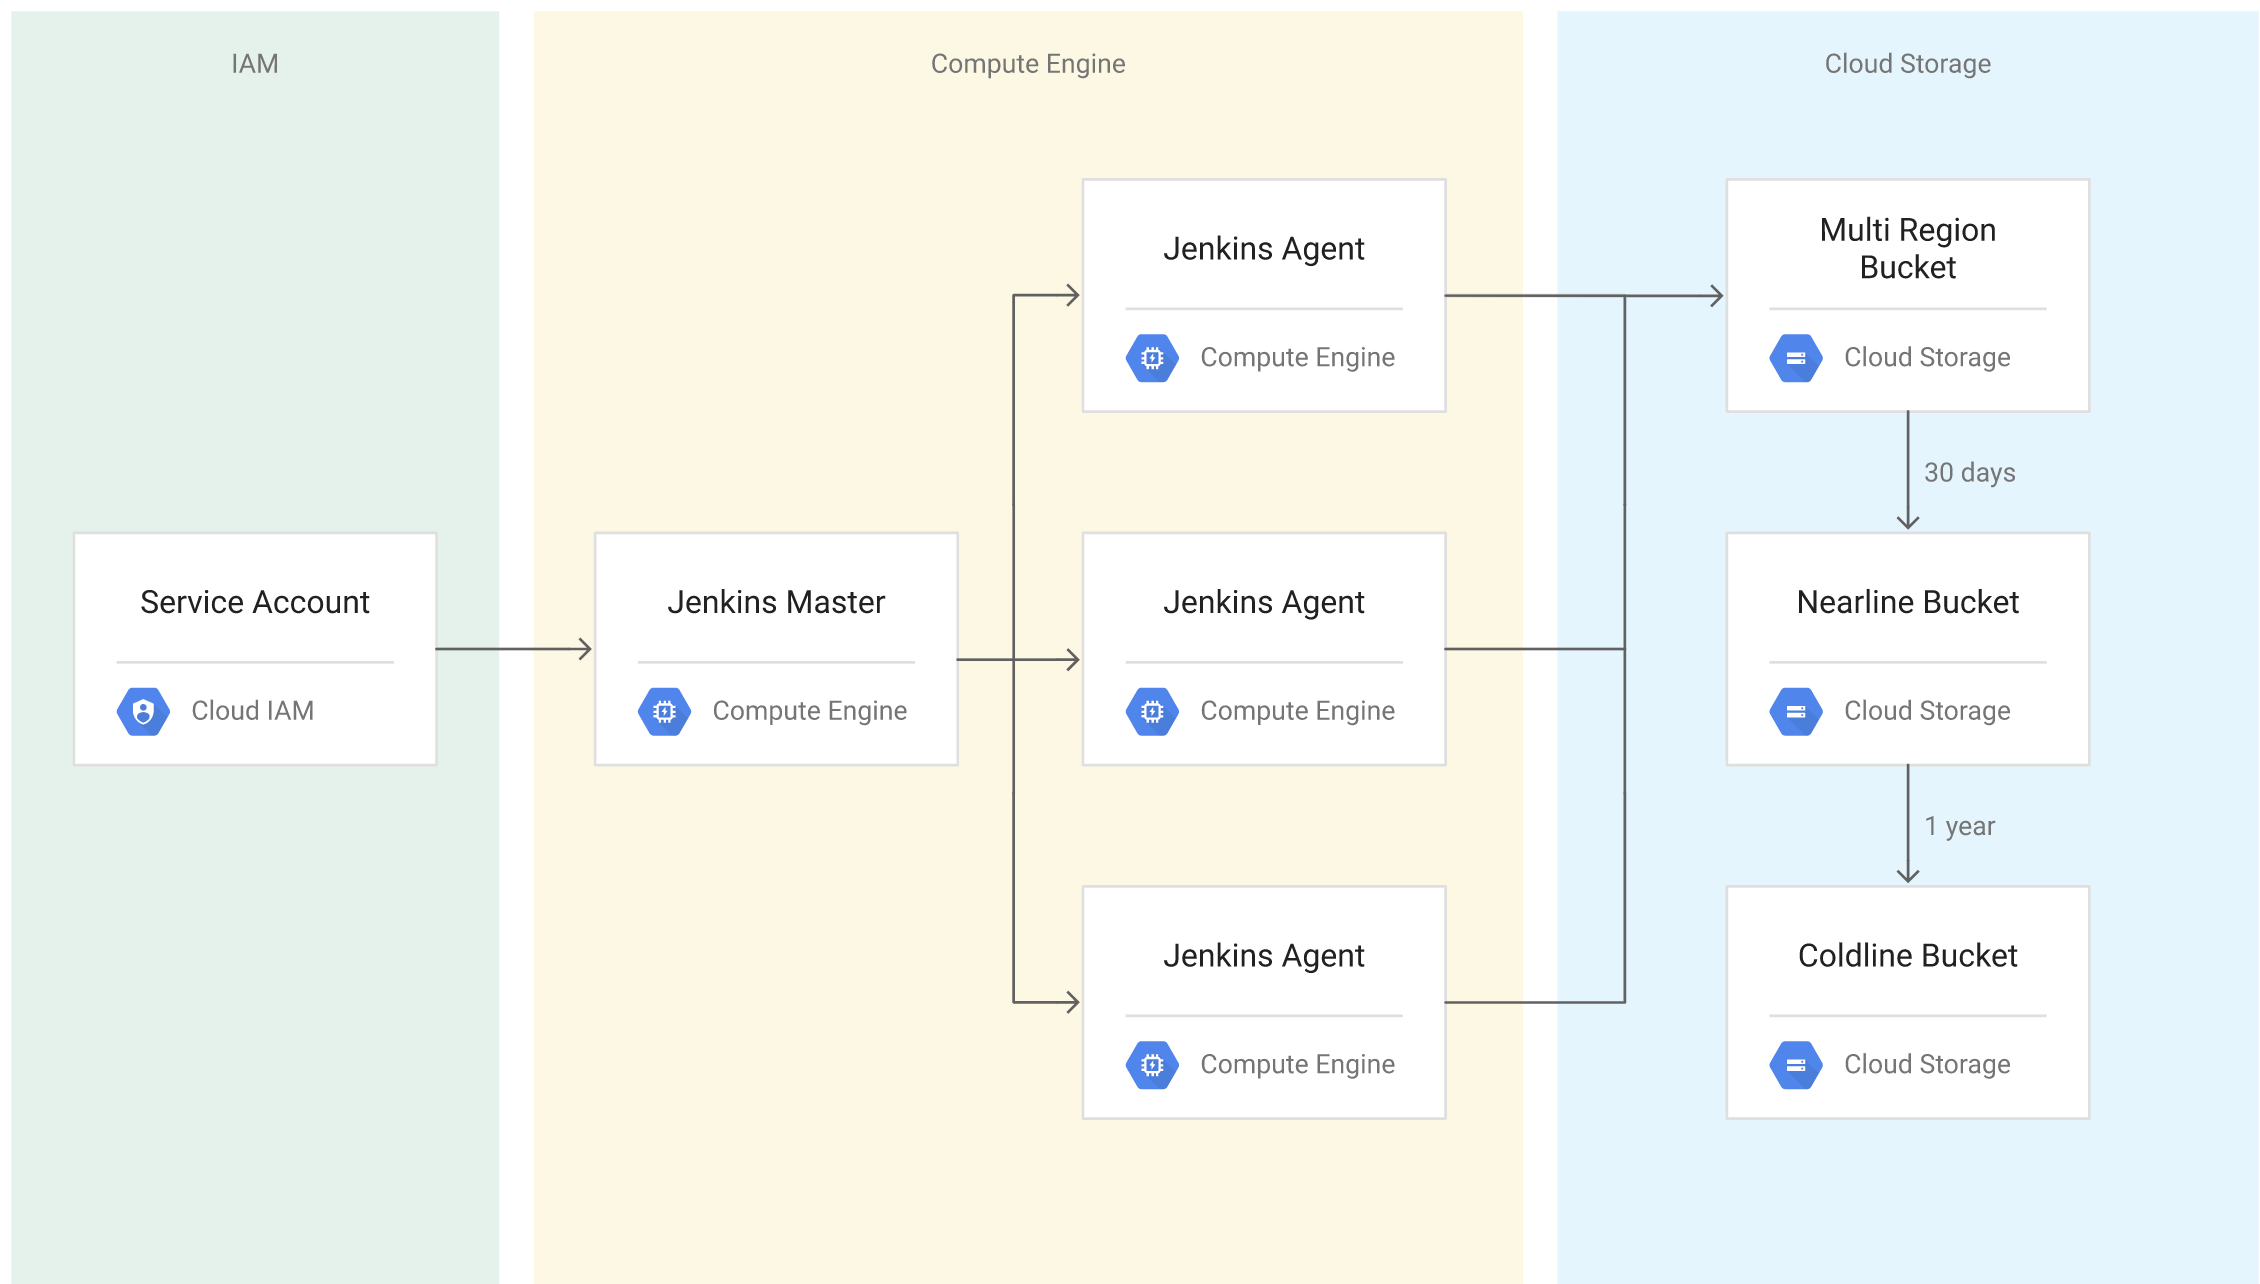 IAM
Compute Engine
Cloud Storage
Service Account
Cloud IAM
Jenkins Master
Compute Engine
Jenkins Agent
Compute Engine
Jenkins Agent
Compute Engine
Jenkins Agent
Compute Engine
Multi Region
Bucket
Cloud Storage
30 days
Nearline Bucket
Cloud Storage
1 year
Coldline Bucket
Cloud Storage